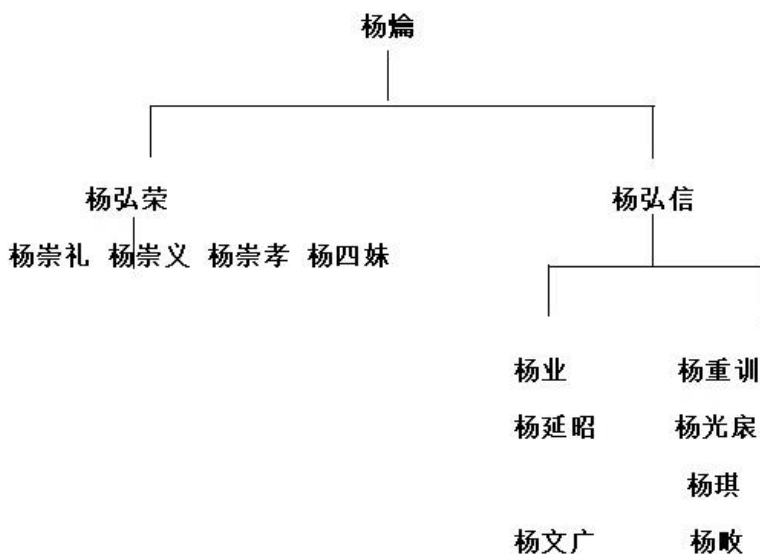 杨爚
杨弘荣 杨弘信
杨崇礼 杨崇义 杨崇孝 杨四妹
杨业 杨重训
杨延昭 杨光扆
杨琪
杨文广 杨畋